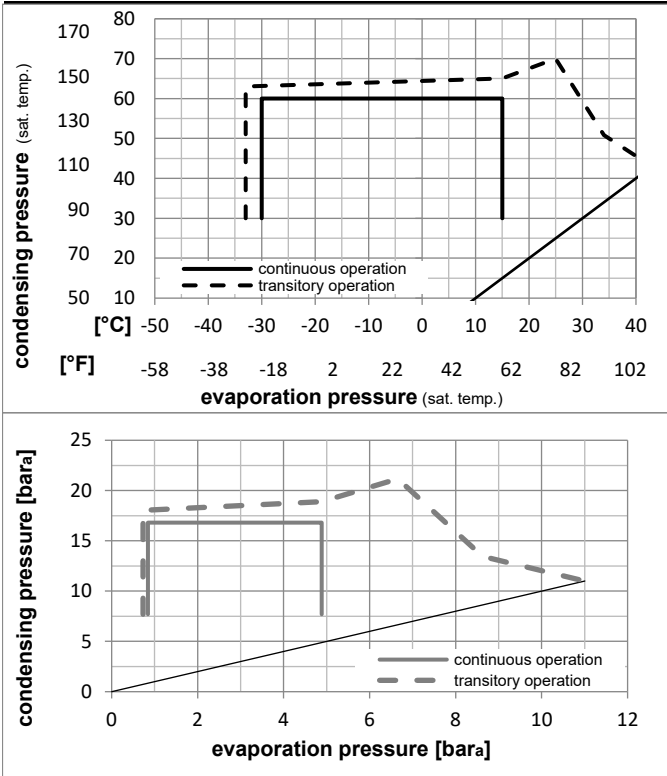 170 80
150 70
60
130 50
110 40
90 30
70 20
50 10
condensing pressure (sat. temp.)
continuous operation
transitory operation
[°C] -50 -40 -30 -20 -10 0 10 20 30 40
[°F] -58 -38 -18 2 22 42 62 82 102
evaporation pressure (sat. temp.)
25
20
15
10
5
0
condensing pressure [bara]
continuous operation
transitory operation
0 2 4 6 8 10 12
evaporation pressure [bara]